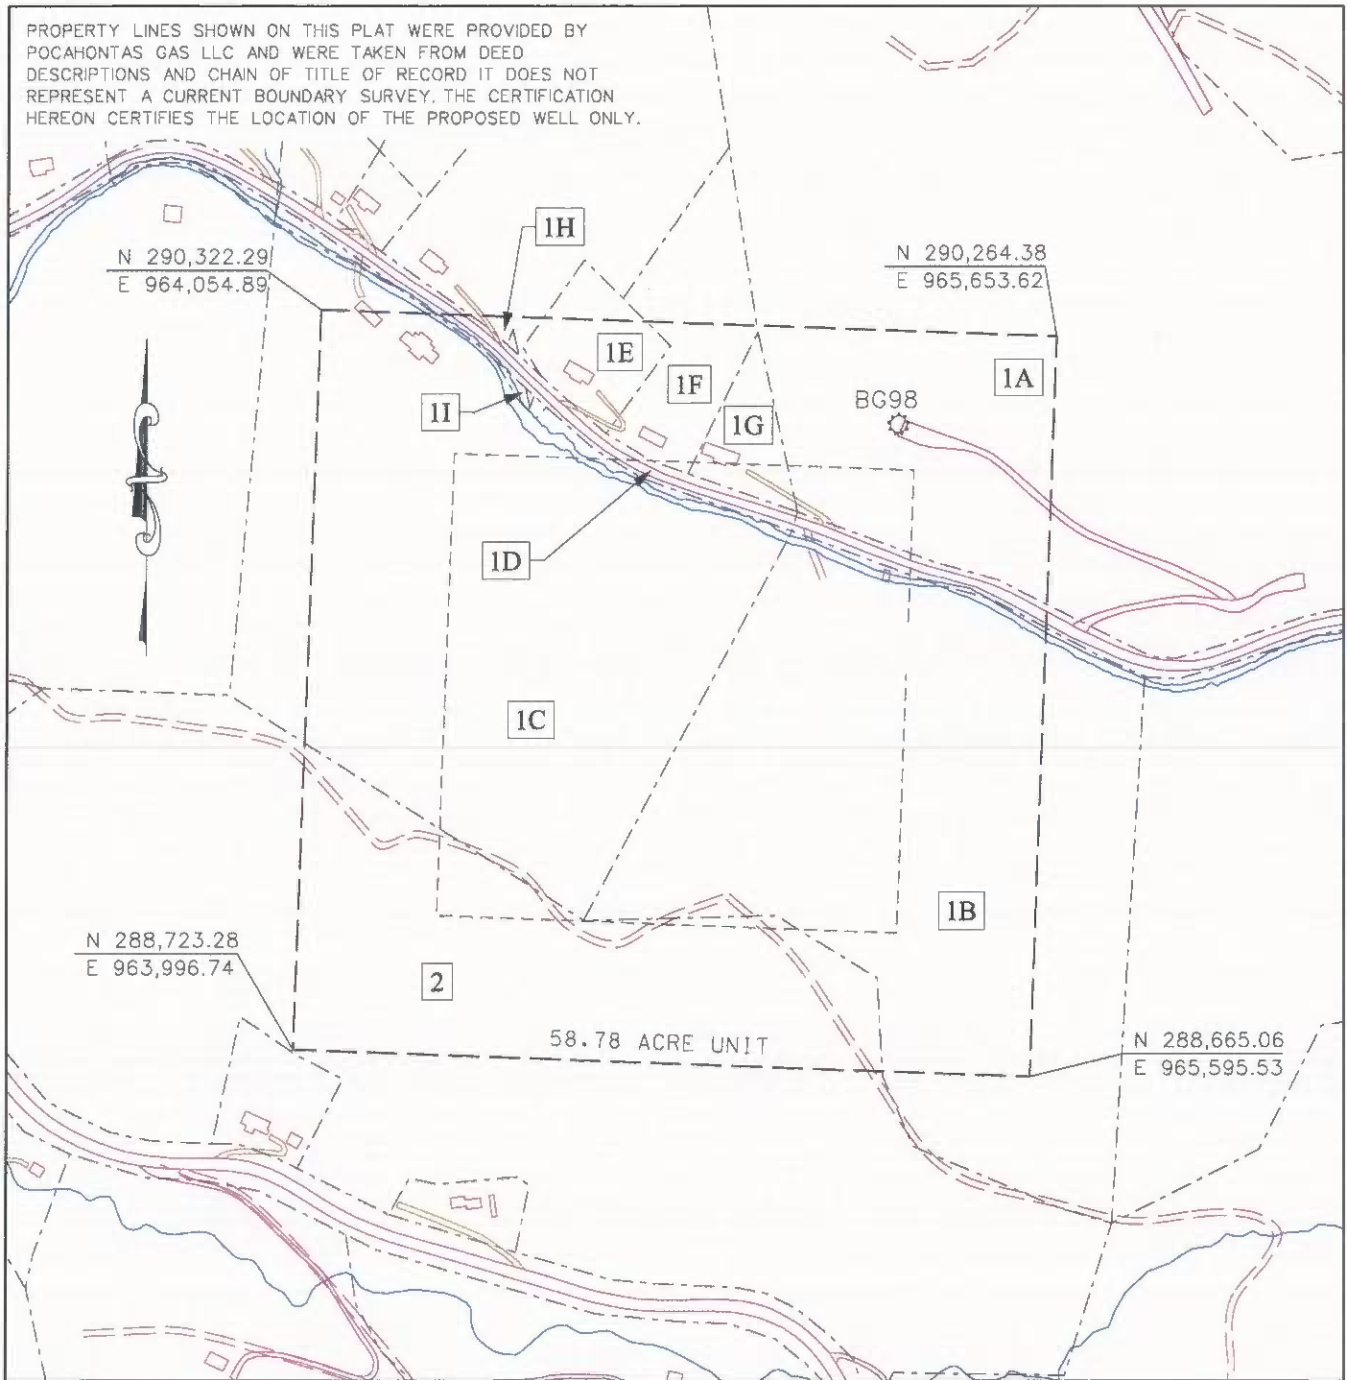 PROPERTY LINES SHOWN ON THIS PLAT WERE PROVIDED BY
POCAHONTAS GAS LLC AND WERE TAKEN FROM DEED
DESCRIPTIONS AND CHAIN OF TITLE OF RECORD IT DOES NOT
REPRESENT A CURRENT BOUNDARY SURVEY. THE CERTIFICATION
HEREON CERTIFIES THE LOCATION OF THE PROPOSED WELL ONLY.
1H
N 290,322.29
E 964,054.89
N 290,264.38
E 965,653.62
1E
1F
1A
1I
1G
BG98
1D
1C
1B
N 288,723.28
E 963,996.74
2
58.78 ACRE UNIT
N 288,665.06
E 965,595.53